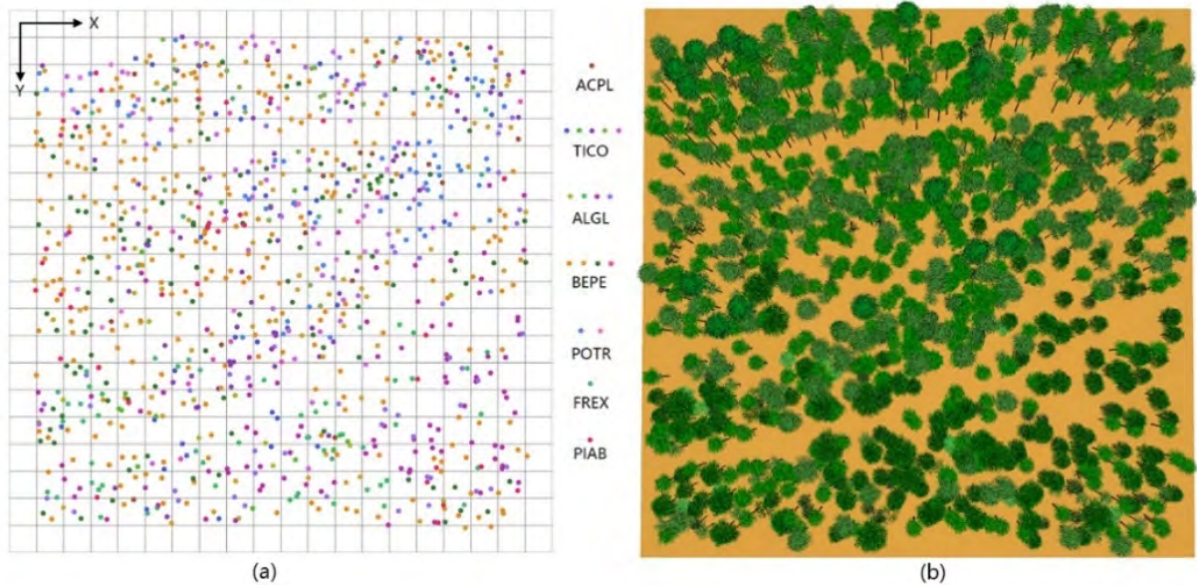 X
Y
ACPL
TICO
ALGL
BEPE
POTR
FREX
PIAB
(a)
(b)